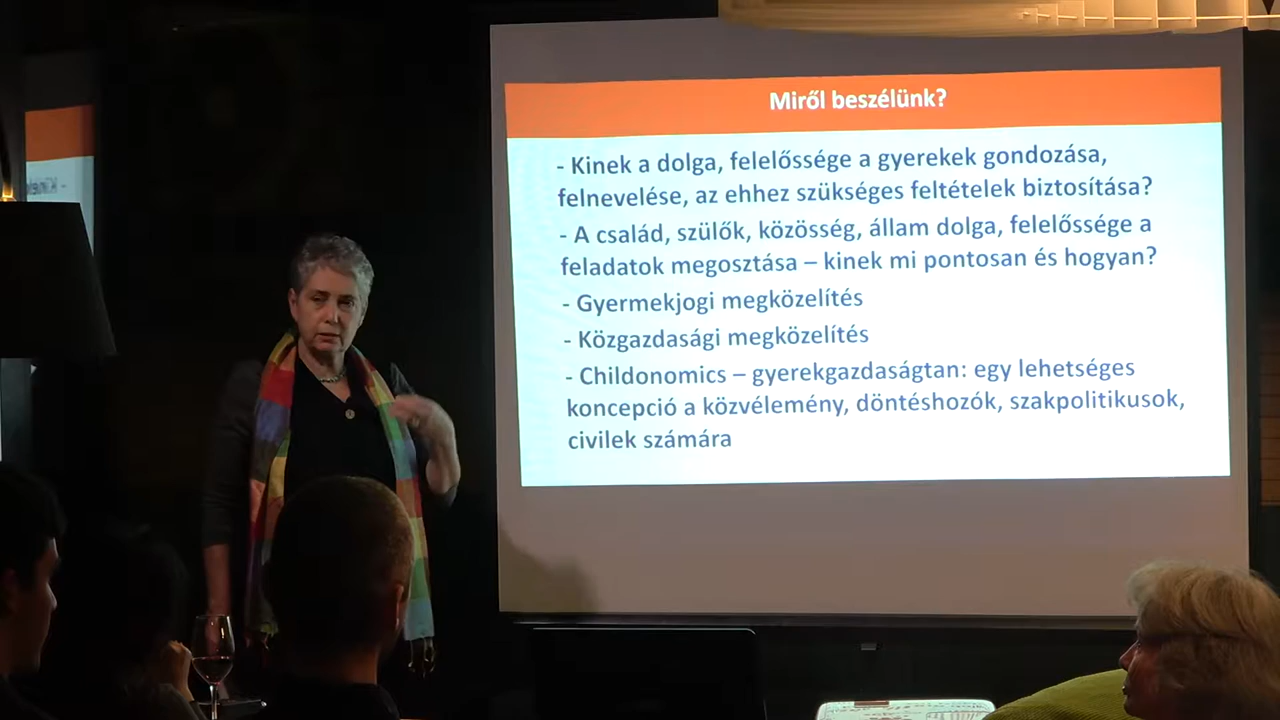 Miről beszélünk?
- Kinek a dolga, felelőssége a gyerekek gondozása,
felnevelése, az ehhez szükséges feltételek biztosítása?
- A család, szülők, közösség, állam dolga, felelőssége a
feladatok megosztása – kinek mi pontosan és hogyan?
- Gyermekjogi megközelítés
- Közgazdasági megközelítés
- Childonomics – gyerekgazdaságtan: egy lehetséges
koncepció a közvélemény, döntéshozók, szakpolitikusok,
civilek számára